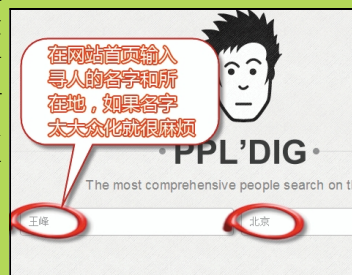 在网站首页输入
寻人的名字和所
在地，如果名字
太大众化就很麻烦
• PPL'DIG •
The most comprehensive people search on t
王峰
北京